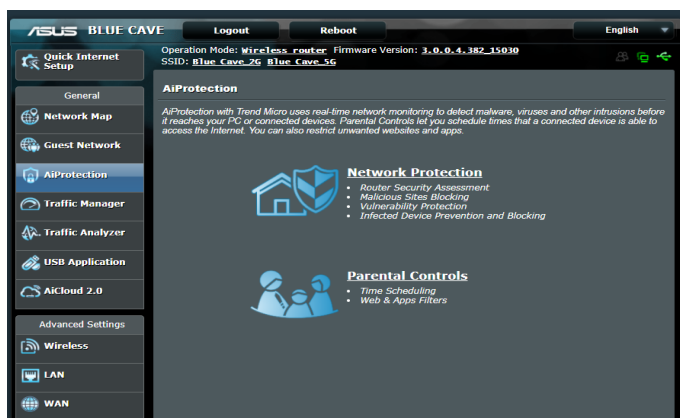 ASUS BLUE CAVE
Logout
Reboot
English
Operation Mode: Wireless router Firmware Version: 3.0.0.4.382_15030
SSID: Blue Cave_2G Blue Cave_5G
Quick Internet
Setup
General
Network Map
Guest Network
AiProtection
Traffic Manager
Traffic Analyzer
USB Application
AiCloud 2.0
Advanced Settings
Wireless
LAN
WAN
AiProtection
AiProtection with Trend Micro uses real-time network monitoring to detect malware, viruses and other intrusions before
it reaches your PC or connected devices. Parental Controls let you schedule times that a connected device is able to
access the Internet. You can also restrict unwanted websites and apps.
Network Protection
• Router Security Assessment
• Malicious Sites Blocking
• Vulnerability Protection
• Infected Device Prevention and Blocking
Parental Controls
• Time Scheduling
• Web & Apps Filters